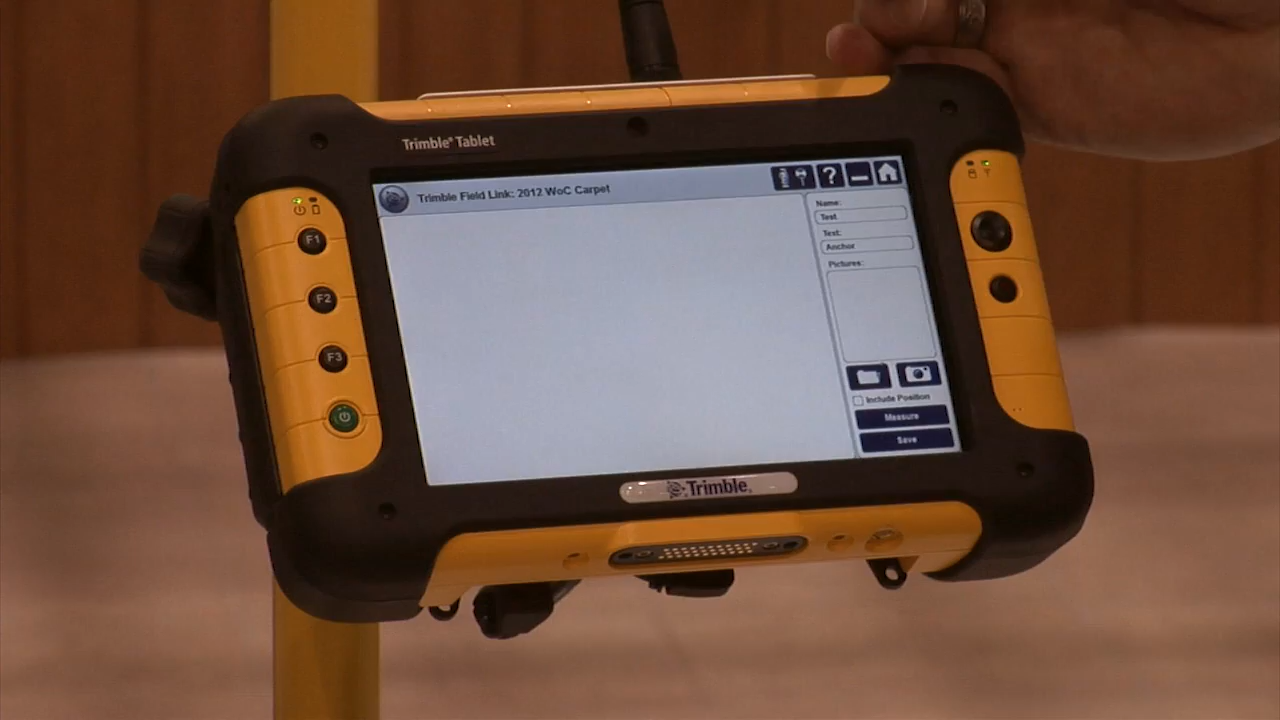 Trimble® Tablet
Trimble Field Link: 2012 WoC Carpet
?
Name:
Test
Text:
Anchor
Pictures:
Include Position
Measure
Save
F1
F2
F3
Trimble